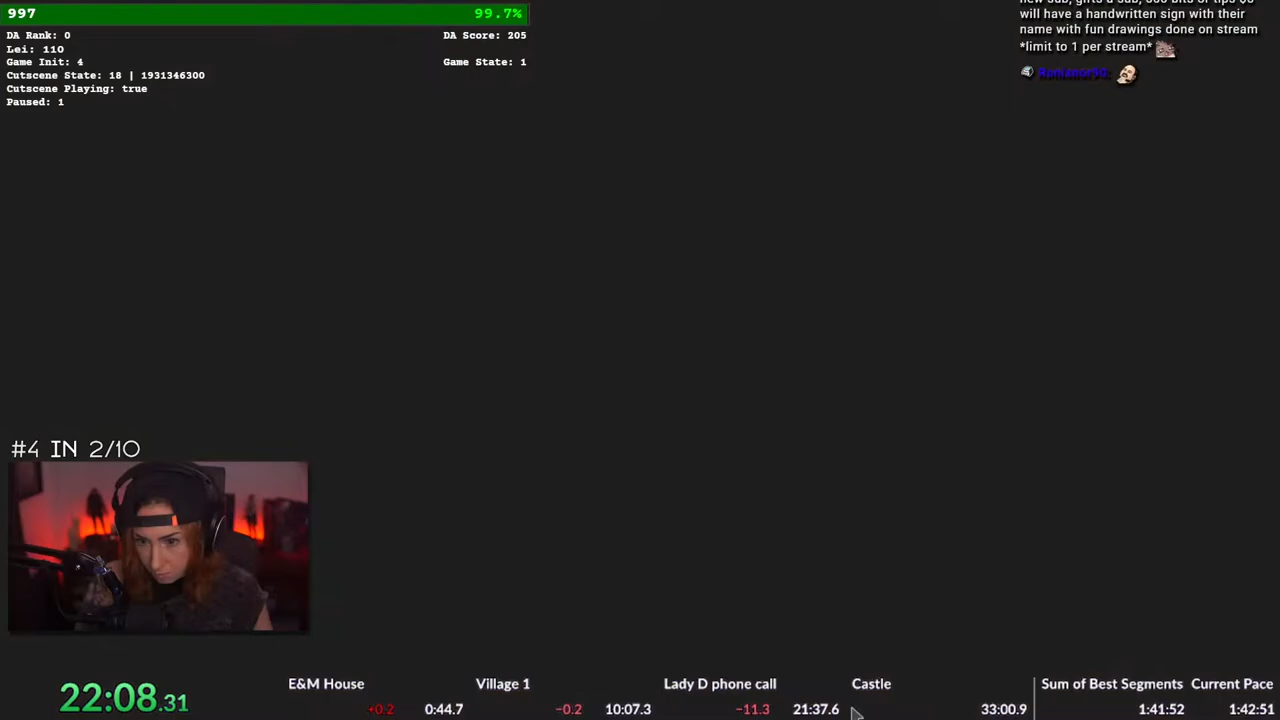 997 99.7%
DA Rank: 0 DA Score: 205
Lei: 110
Game Init: 4 Game State: 1
Cutscene State: 18 | 1931346300
Cutscene Playing: true
Paused: 1
will have a handwritten sign with their
name with fun drawings done on stream
*limit to 1 per stream*
#4 IN 2/10
22:08.31
E&M House Village 1 Lady D phone call Castle Sum of Best Segments Current Pace
+0.2 0:44.7 −0.2 10:07.3 −11.3 21:37.6 33:00.9 1:41:52 1:42:51